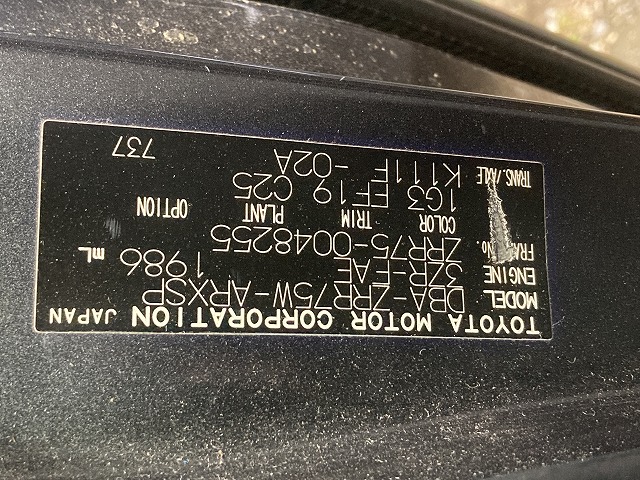 TOYOTA MOTOR CORPORATION JAPAN
MODEL DBA-ZRR75W-ARXSP
ENGINE 3ZR-FAE 1986 mL
FRAME No. ZRR75-0048255
COLOR TRIM PLANT OPTION
1G3 EF19 C25
TRANS./AXLE K111F -02A
737